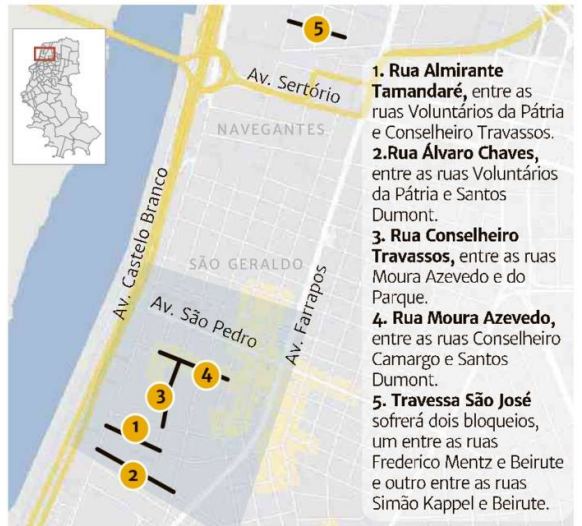 5
Av. Sertório
NAVEGANTES
Av. Castelo Branco
SÃO GERALDO
Av. São Pedro
Av. Farrapos
4
3
1
2
1. Rua Almirante
Tamandaré, entre as
ruas Voluntários da Pátria
e Conselheiro Travassos.
2.Rua Álvaro Chaves,
entre as ruas Voluntários
da Pátria e Santos
Dumont.
3. Rua Conselheiro
Travassos, entre as ruas
Moura Azevedo e do
Parque.
4. Rua Moura Azevedo,
entre as ruas Conselheiro
Camargo e Santos
Dumont.
5. Travessa São José
sofrerá dois bloqueios,
um entre as ruas
Frederico Mentz e Beirute
e outro entre as ruas
Simão Kappel e Beirute.